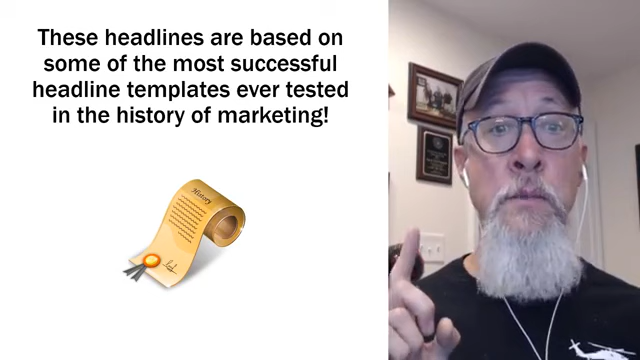 These headlines are based on
some of the most successful
headline templates ever tested
in the history of marketing!
History